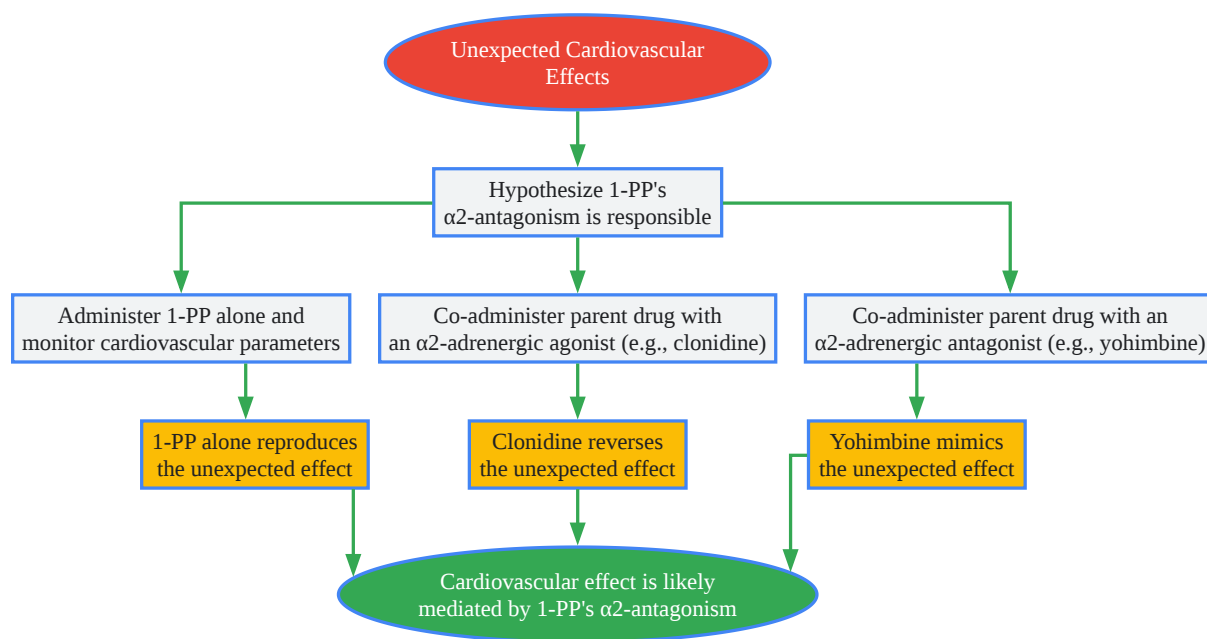 Unexpected Cardiovascular
Effects
Hypothesize 1-PP's
α2-antagonism is responsible
Administer 1-PP alone and
monitor cardiovascular parameters
Co-administer parent drug with
an α2-adrenergic agonist (e.g., clonidine)
Co-administer parent drug with an
α2-adrenergic antagonist (e.g., yohimbine)
1-PP alone reproduces
the unexpected effect
Clonidine reverses
the unexpected effect
Yohimbine mimics
the unexpected effect
Cardiovascular effect is likely
mediated by 1-PP's α2-antagonism